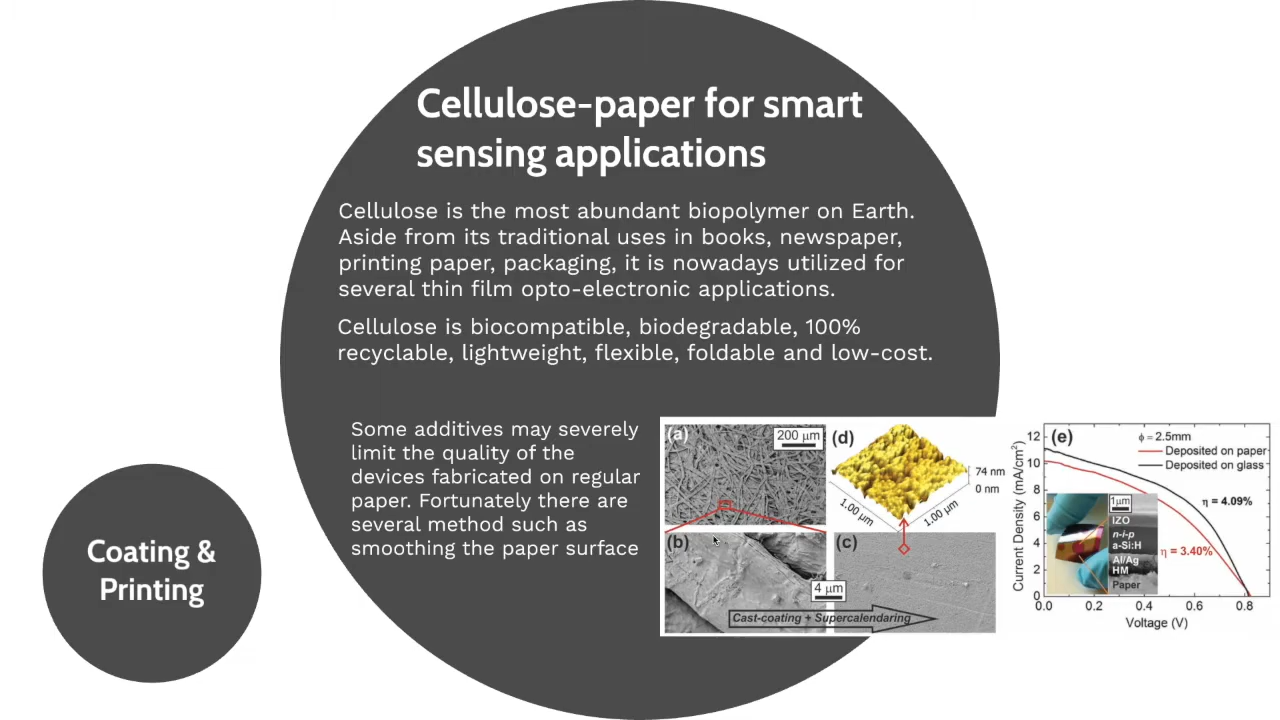 Cellulose-paper for smart
sensing applications
Cellulose is the most abundant biopolymer on Earth.
Aside from its traditional uses in books, newspaper,
printing paper, packaging, it is nowadays utilized for
several thin film opto-electronic applications.
Cellulose is biocompatible, biodegradable, 100%
recyclable, lightweight, flexible, foldable and low-cost.
Some additives may severely
limit the quality of the
devices fabricated on regular
paper. Fortunately there are
several method such as
smoothing the paper surface
Coating &
Printing
(a)
200 µm
(b)
4 µm
Cast-coating + Supercalendaring
(c)
(d)
74 nm
0 nm
1.00 µm
1.00 µm
(e)
ϕ = 2.5mm
Deposited on paper
Deposited on glass
η = 4.09%
η = 3.40%
1µm
IZO
n-i-p
a-Si:H
Al/Ag
HM
Paper
Current Density (mA/cm²)
12
10
8
6
4
2
0
0.0 0.2 0.4 0.6 0.8
Voltage (V)